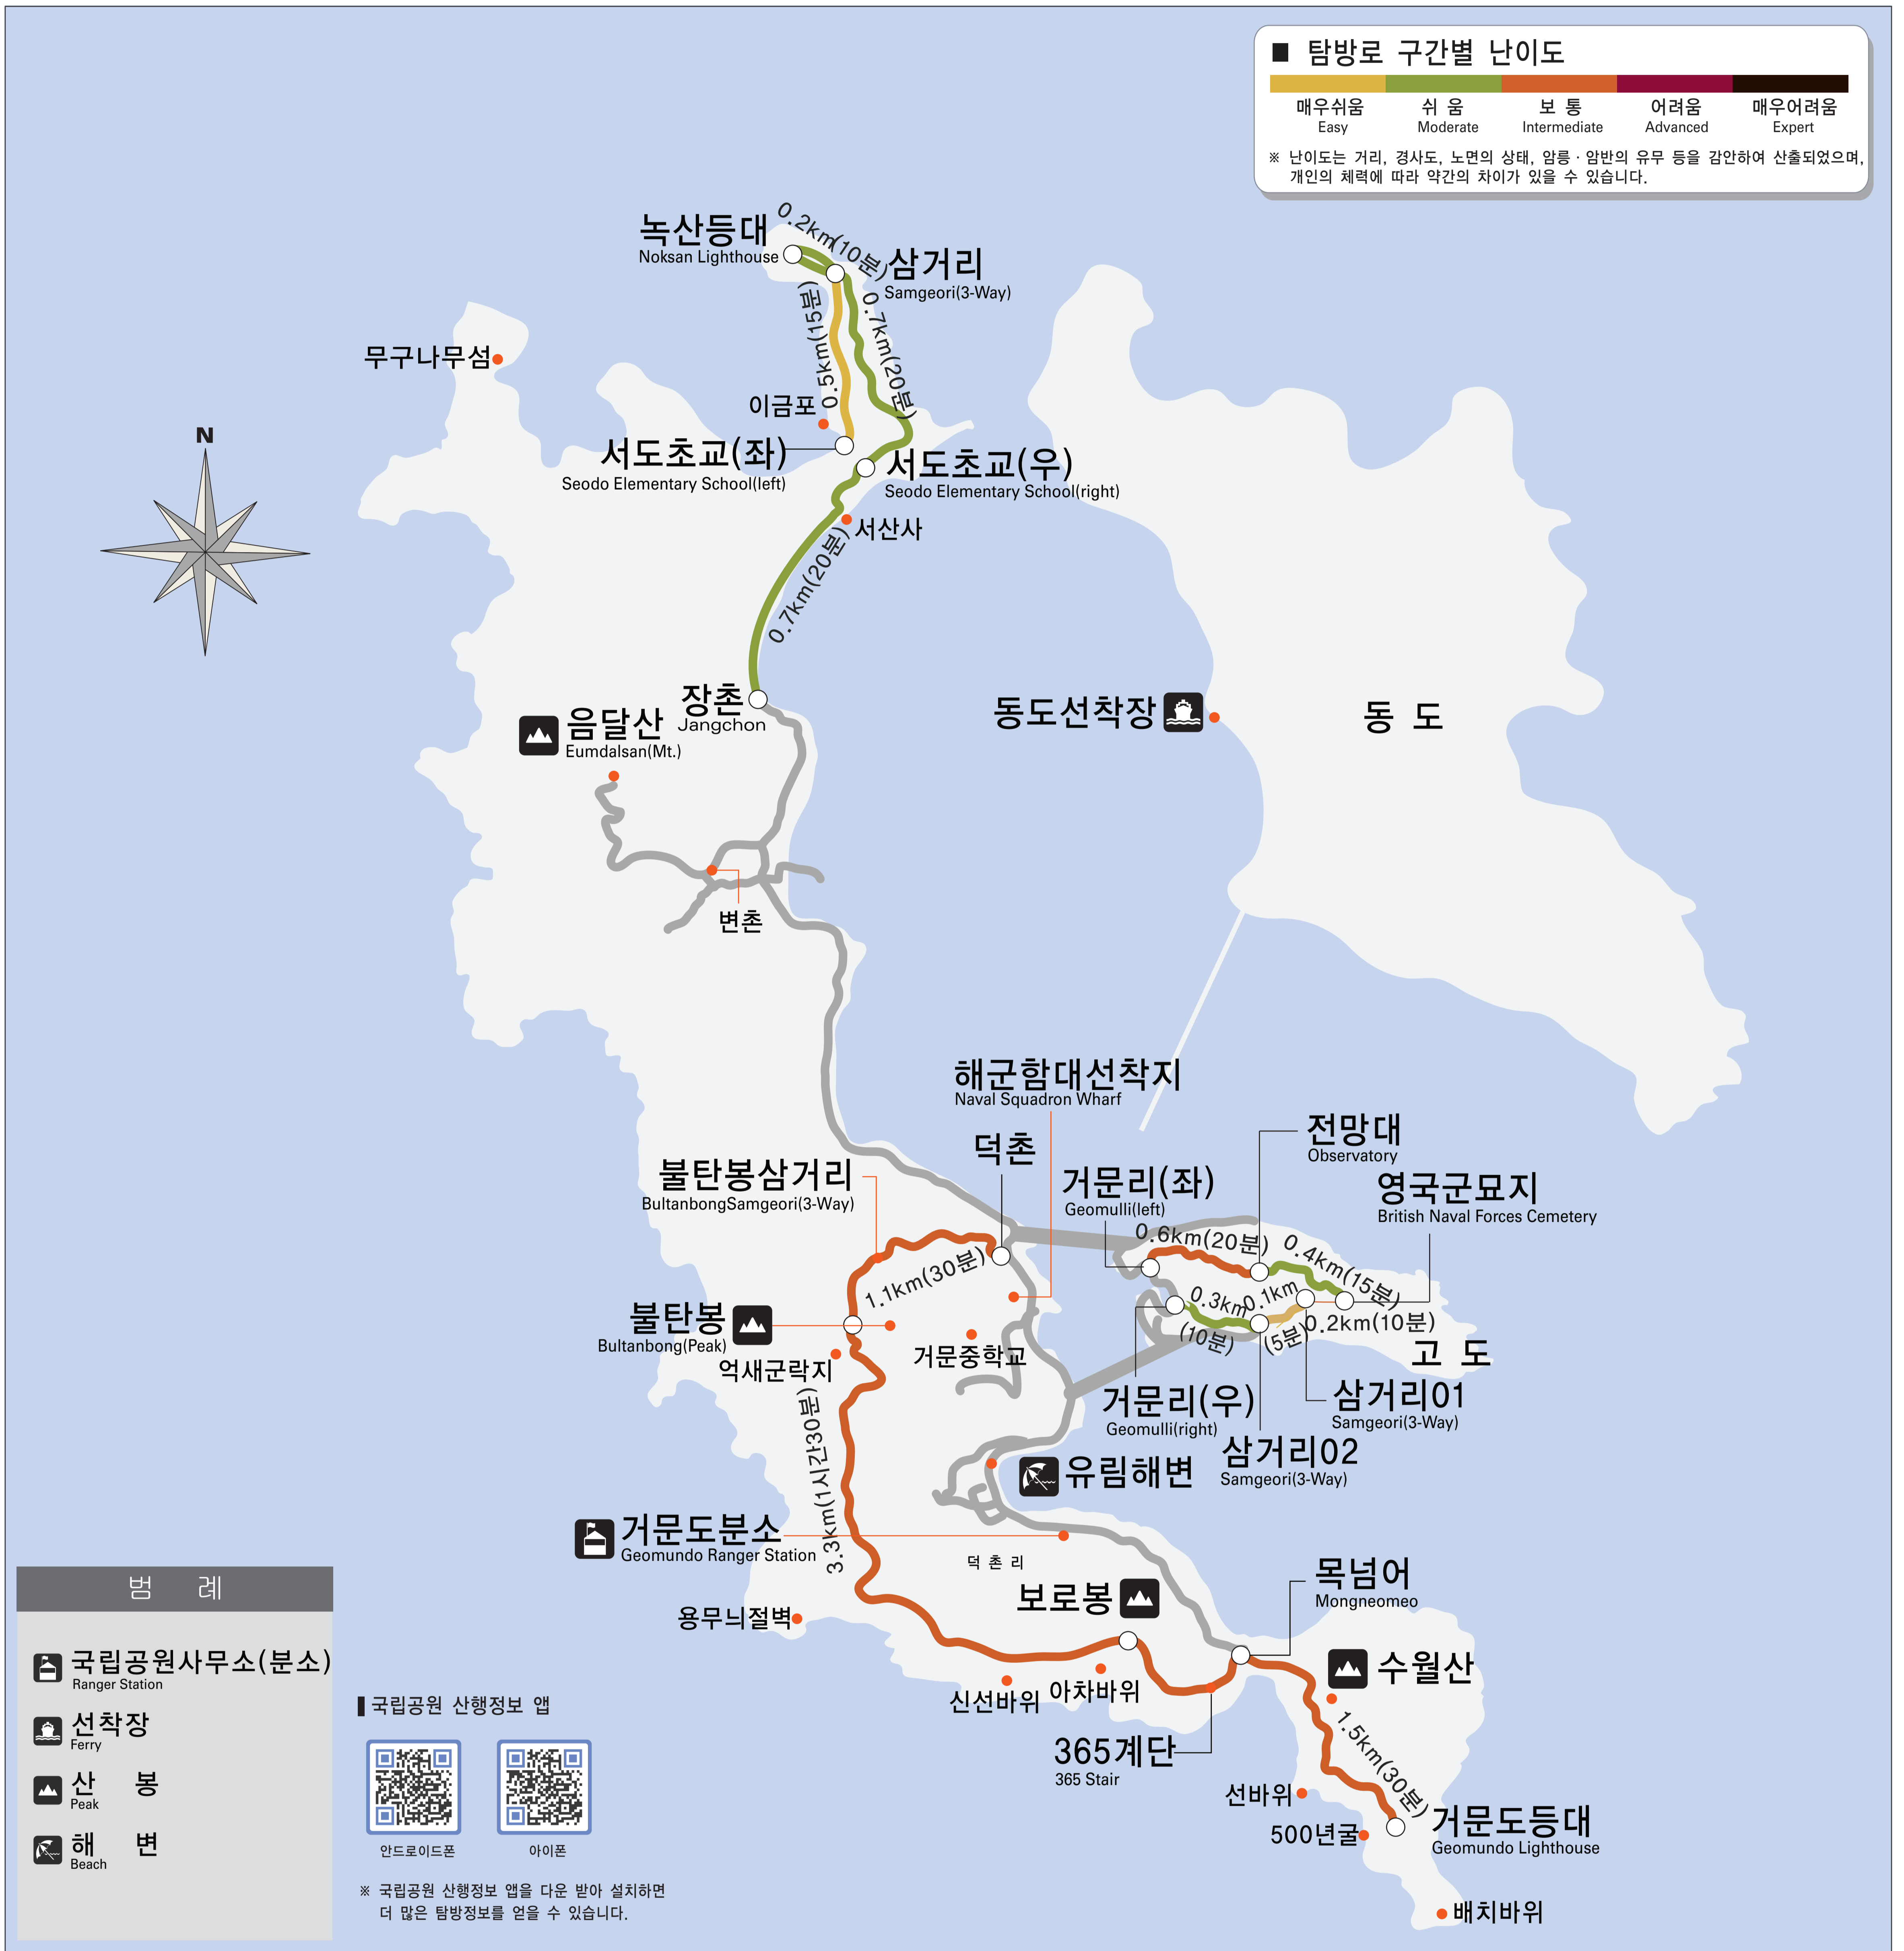 ■ 탐방로 구간별 난이도
매우쉬움 쉬 움 보 통 어려움 매우어려움
Easy Moderate Intermediate Advanced Expert
※ 난이도는 거리, 경사도, 노면의 상태, 암릉 · 암반의 유무 등을 감안하여 산출되었으며,
개인의 체력에 따라 약간의 차이가 있을 수 있습니다.
녹산등대
Noksan Lighthouse
0.2km(10분)
삼거리
Samgeori(3-Way)
0.5km(15분)
0.7km(20분)
무구나무섬
이금포
N
서도초교(좌)
Seodo Elementary School(left)
서도초교(우)
Seodo Elementary School(right)
서산사
0.7km(20분)
장촌
Jangchon
음달산
Eumdalsan(Mt.)
동도선착장
동 도
변촌
해군함대선착지
Naval Squadron Wharf
덕촌
전망대
Observatory
불탄봉삼거리
BultanbongSamgeori(3-Way)
거문리(좌)
Geomulli(left)
영국군묘지
British Naval Forces Cemetery
0.6km(20분)
0.4km(15분)
1.1km(30분)
0.3km
(10분)
0.1km
(5분)
0.2km(10분)
고 도
불탄봉
Bultanbong(Peak)
억새군락지
거문중학교
거문리(우)
Geomulli(right)
삼거리01
Samgeori(3-Way)
삼거리02
Samgeori(3-Way)
3.3km(1시간30분)
유림해변
거문도분소
Geomundo Ranger Station
덕 촌 리
보로봉
목넘어
Mongneomeo
용무늬절벽
수월산
신선바위
아차바위
365계단
365 Stair
1.5km(30분)
선바위
500년굴
거문도등대
Geomundo Lighthouse
배치바위
범 례
국립공원사무소(분소)
Ranger Station
선착장
Ferry
산 봉
Peak
해 변
Beach
국립공원 산행정보 앱
안드로이드폰
아이폰
※ 국립공원 산행정보 앱을 다운 받아 설치하면
더 많은 탐방정보를 얻을 수 있습니다.